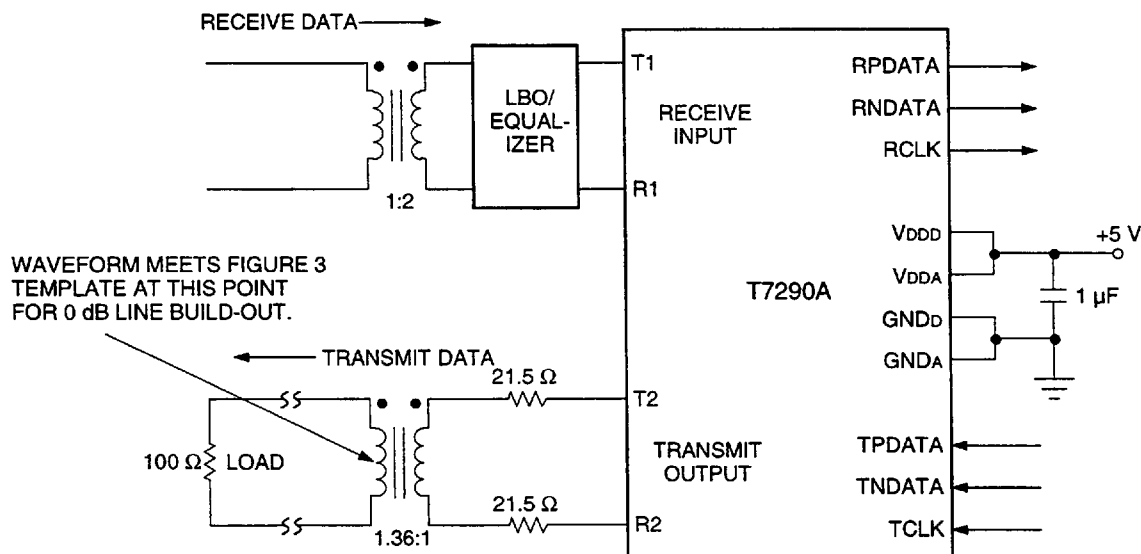 RECEIVE DATA
T1
LBO/
EQUAL-
IZER
RECEIVE
INPUT
R1
1:2
RPDATA
RNDATA
RCLK
VDDD
VDDA
+5 V
1 µF
GNDD
GNDA
T7290A
WAVEFORM MEETS FIGURE 3
TEMPLATE AT THIS POINT
FOR 0 dB LINE BUILD-OUT.
TRANSMIT DATA
21.5 Ω
T2
100 Ω
LOAD
TRANSMIT
OUTPUT
21.5 Ω
R2
1.36:1
TPDATA
TNDATA
TCLK